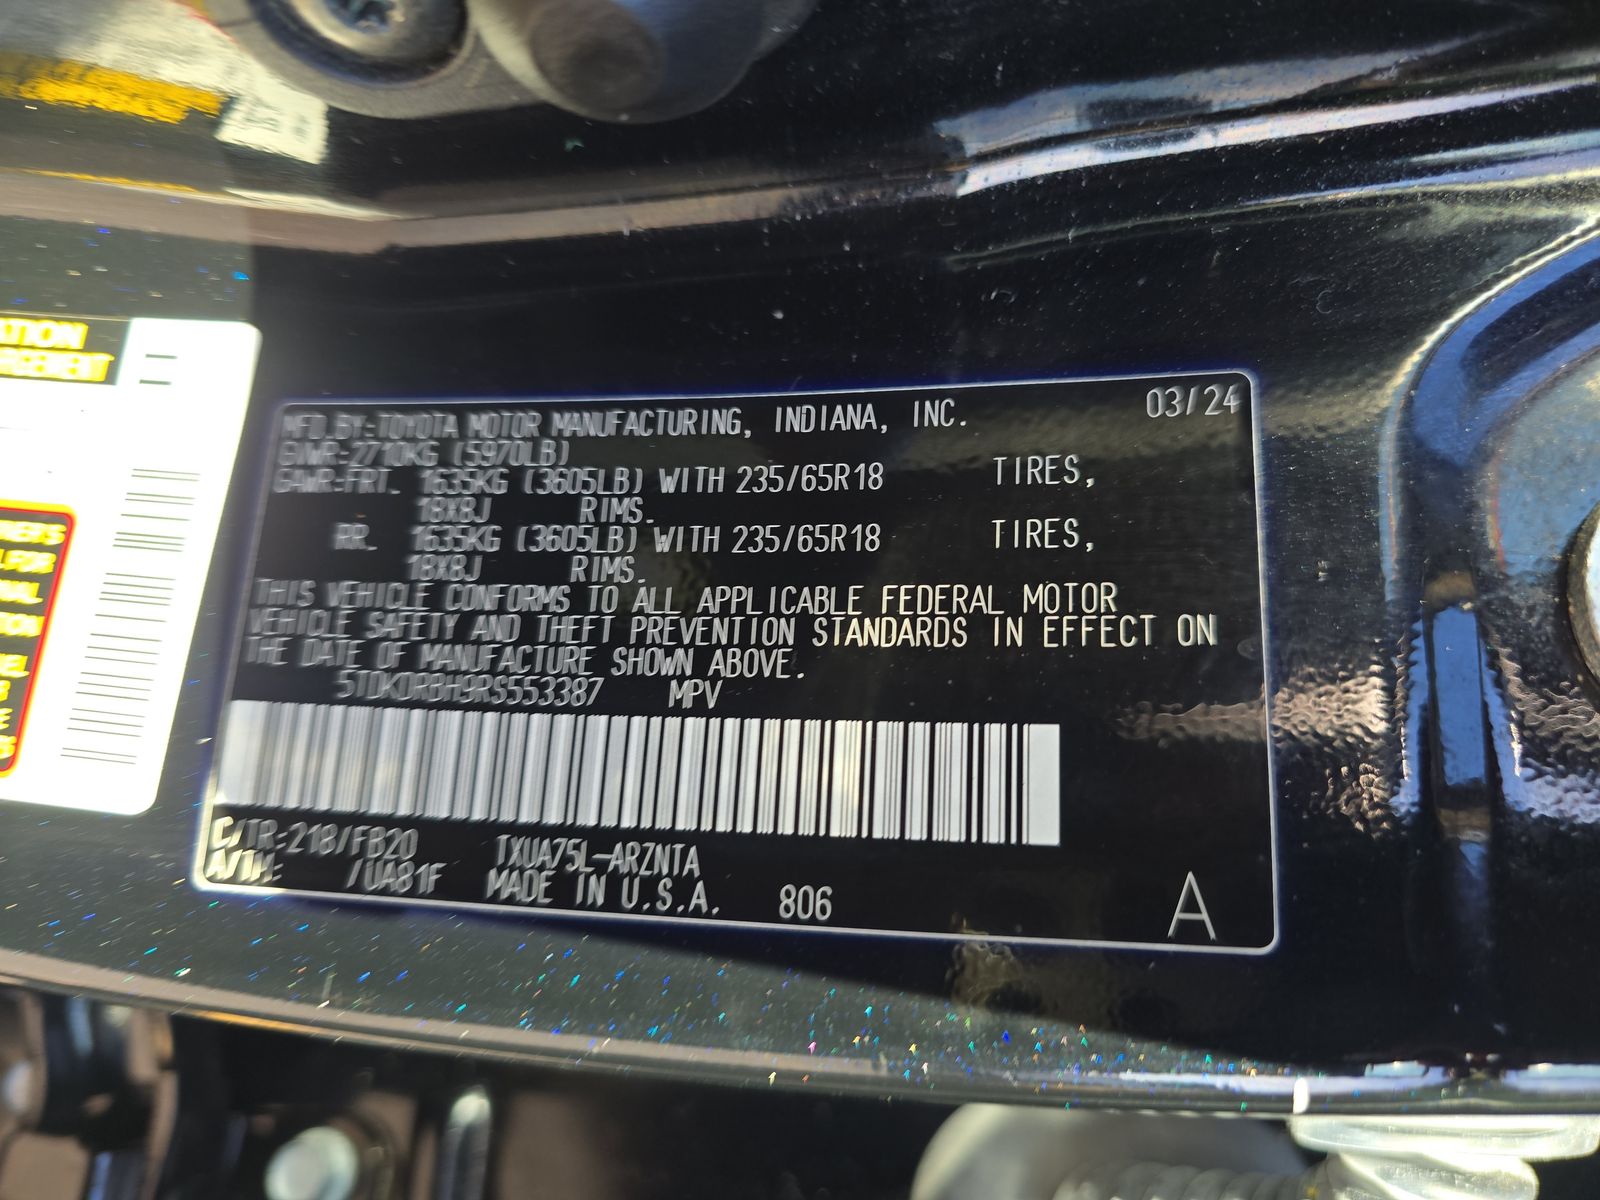 MFD.BY:TOYOTA MOTOR MANUFACTURING, INDIANA, INC. 03/24
GVWR:2710KG (5970LB)
GAWR:FRT. 1635KG (3605LB) WITH 235/65R18 TIRES,
18X8J RIMS.
RR. 1635KG (3605LB) WITH 235/65R18 TIRES,
18X8J RIMS.
THIS VEHICLE CONFORMS TO ALL APPLICABLE FEDERAL MOTOR
VEHICLE SAFETY AND THEFT PREVENTION STANDARDS IN EFFECT ON
THE DATE OF MANUFACTURE SHOWN ABOVE.
5TDKDRBH9RS553387 MPV
C/TR:218/FB20 TXUA75L-ARZNTA
A/TM: /UA81F MADE IN U.S.A. 806
A